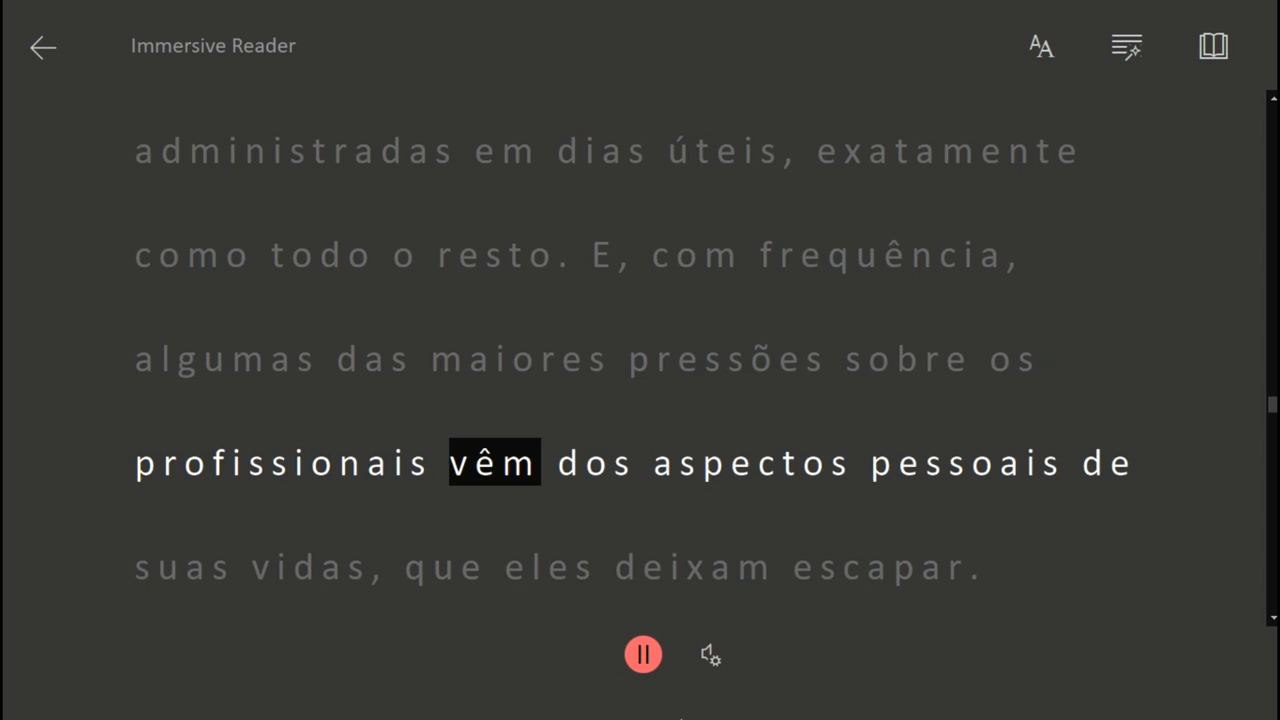 Immersive Reader
administradas em dias úteis, exatamente
como todo o resto. E, com frequência,
algumas das maiores pressões sobre os
profissionais vêm dos aspectos pessoais de
suas vidas, que eles deixam escapar.